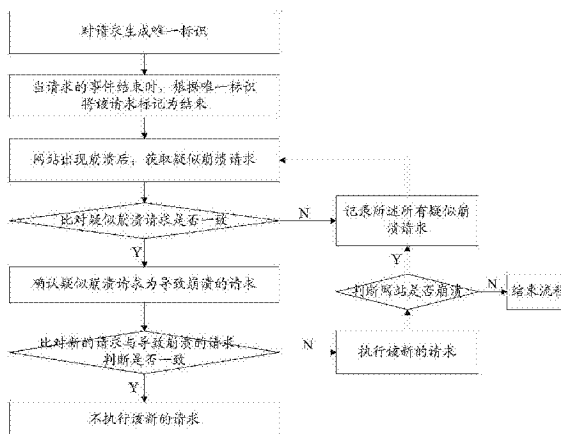 对请求生成唯一标识
当请求的事件结束时，根据唯一标识
将该请求标记为结束
网站出现崩溃后，获取疑似崩溃请求
比对疑似崩溃请求是否一致
N
记录所述所有疑似崩
溃请求
Y
Y
确认疑似崩溃请求为导致崩溃的请求
判断网站是否崩溃
N
结束流程
比对新的请求与导致崩溃的请求，
判断是否一致
N
执行该新的请求
Y
不执行该新的请求